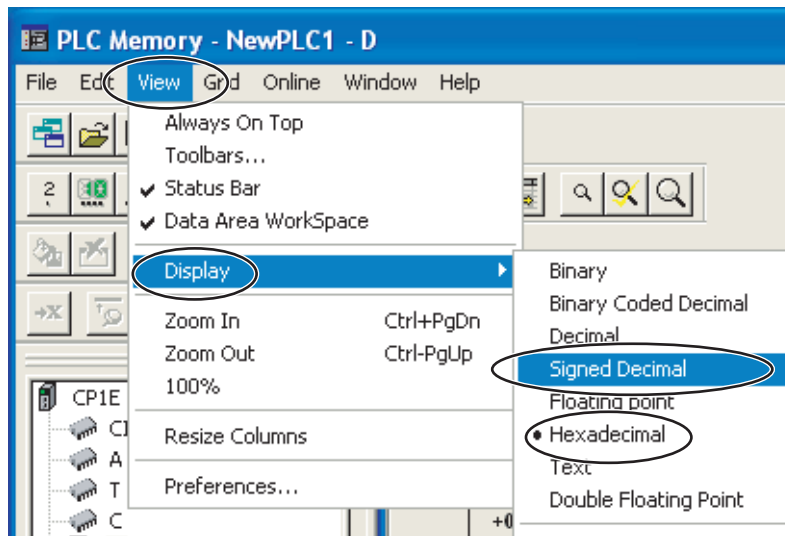 PLC Memory - NewPLC1 - D
File Edit View Grid Online Window Help
Always On Top
Toolbars...
Status Bar
2
Data Area WorkSpace
Display
Binary
Binary Coded Decimal
Zoom In Ctrl+PgDn
Decimal
Zoom Out Ctrl-PgUp
Signed Decimal
100%
CP1E
Floating point
Resize Columns
Hexadecimal
A
Text
Preferences...
T
Double Floating Point
C
+0